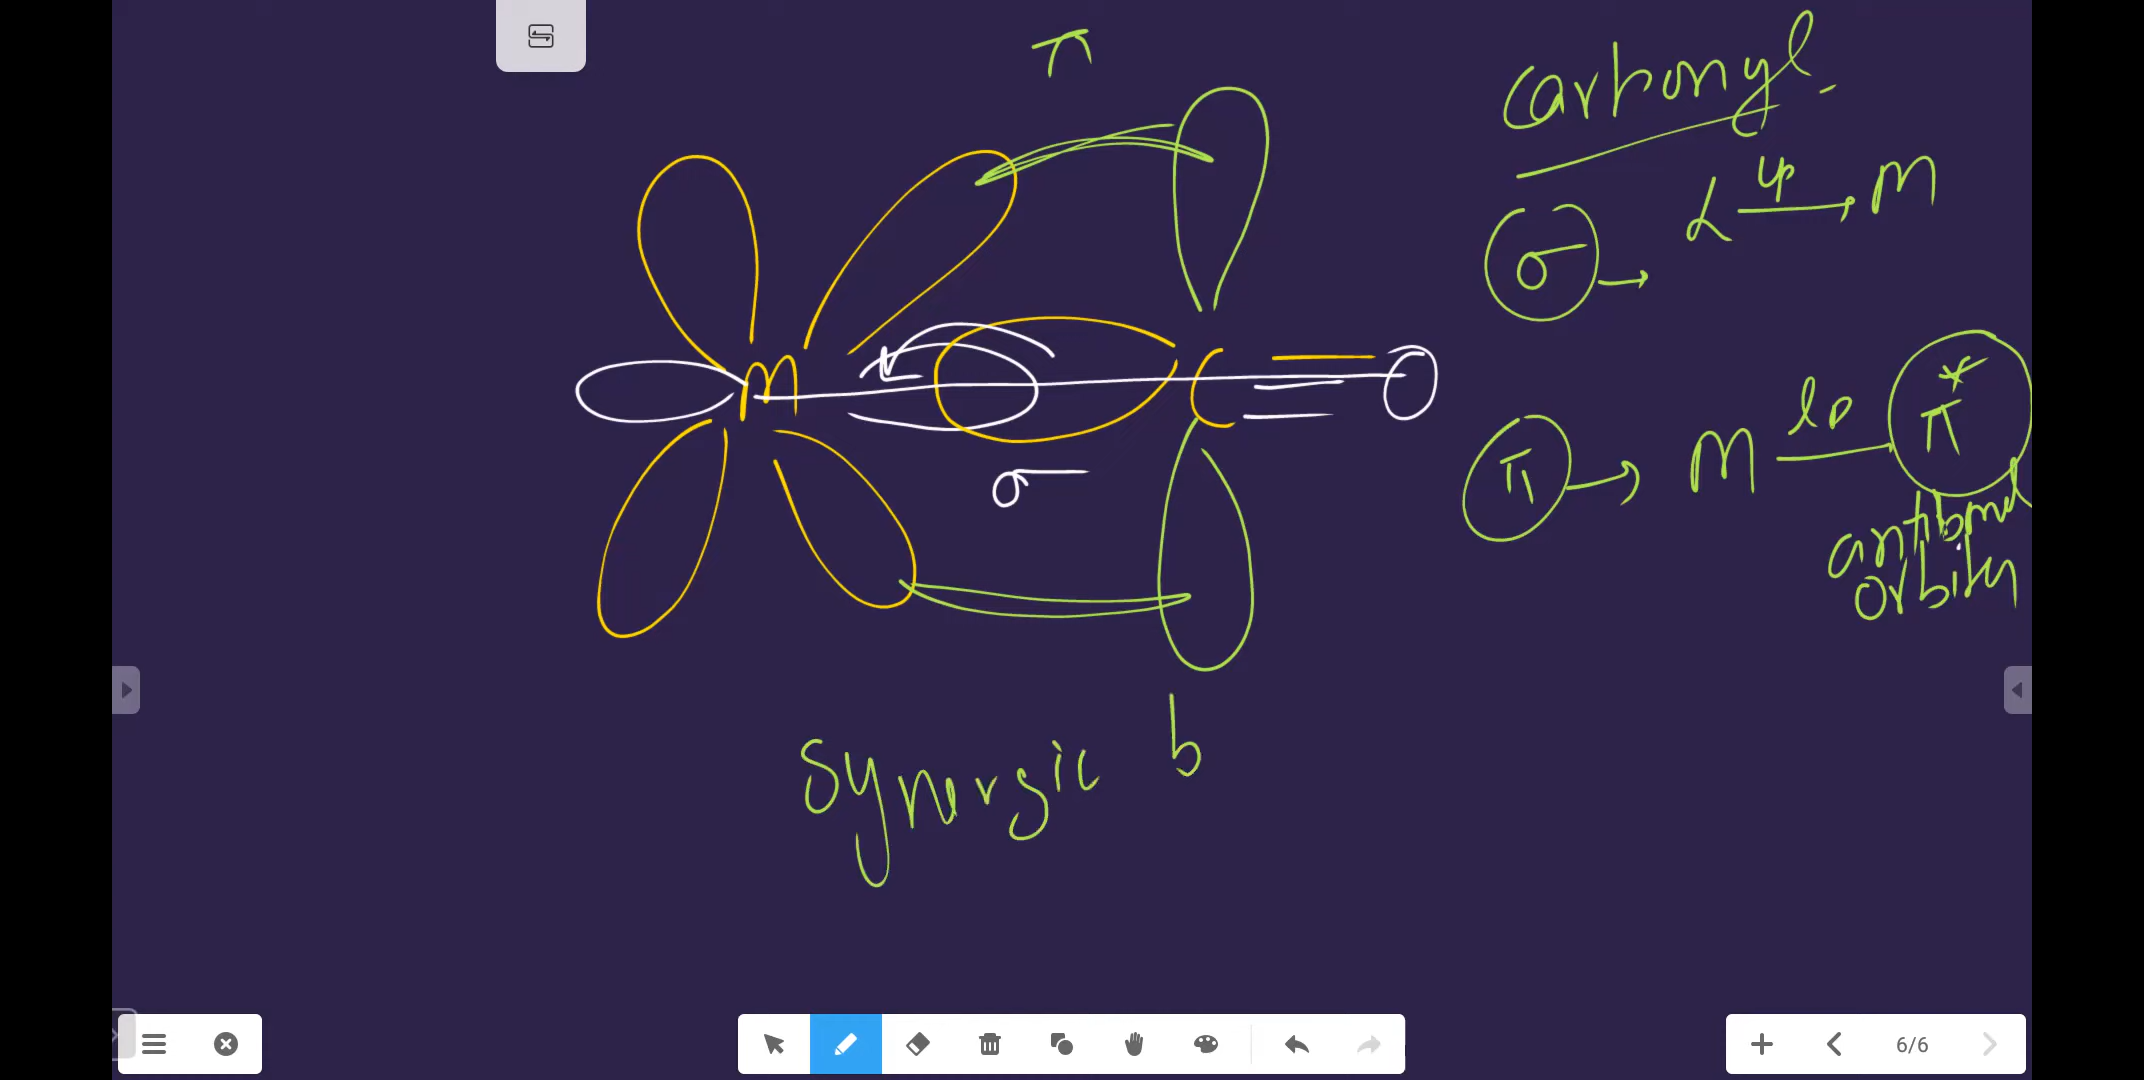 π
Carbonyl
σ → L lp → M
M C O
σ
π → M lp → π*
antibond
orbital
Synergic b
6/6